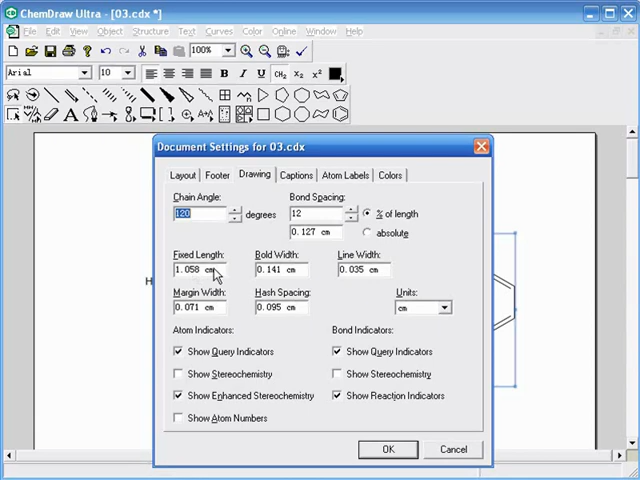 ChemDraw Ultra - [03.cdx *]
File Edit View Object Structure Text Curves Color Window Help
100%
Arial 10 B I U CH₂ X₂ X²
A
Document Settings for 03.cdx
Layout Footer Drawing Captions Atom Labels Colors
Chain Angle: Bond Spacing:
120 degrees 12 % of length
0.127 cm absolute
Fixed Length: Bold Width: Line Width:
1.058 cm 0.141 cm 0.035 cm
H
Margin Width: Hash Spacing: Units:
0.071 cm 0.095 cm cm
Atom Indicators: Bond Indicators:
Show Query Indicators Show Query Indicators
Show Stereochemistry Show Stereochemistry
Show Enhanced Stereochemistry Show Reaction Indicators
Show Atom Numbers
OK Cancel